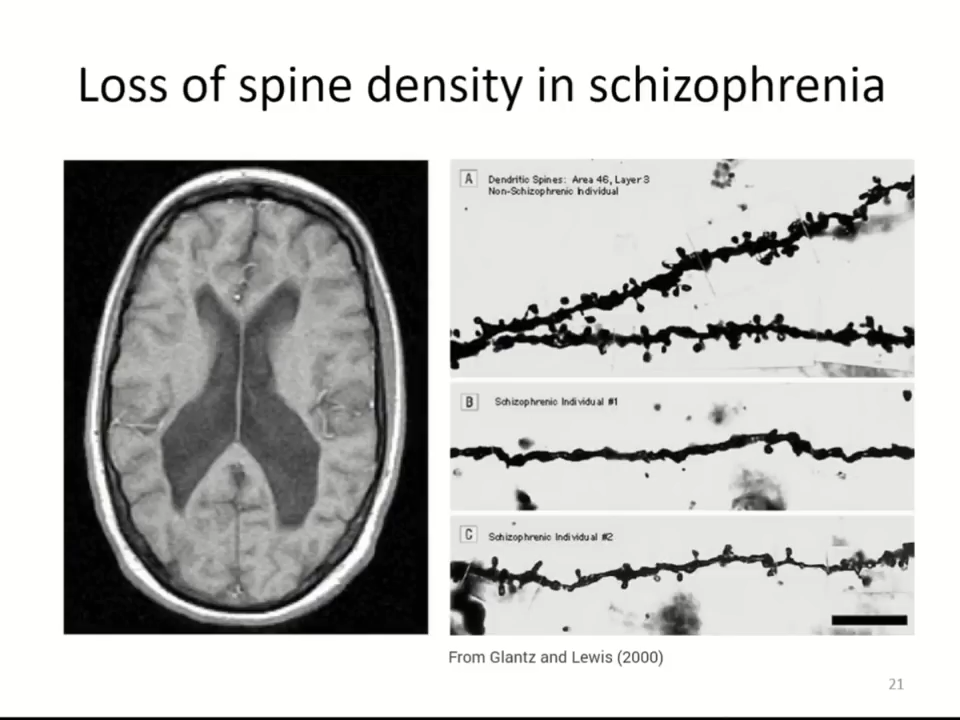 Loss of spine density in schizophrenia
A
Dendritic Spines: Area 46, Layer 3
Non-Schizophrenic Individual
B
Schizophrenic Individual #1
C
Schizophrenic Individual #2
From Glantz and Lewis (2000)
21